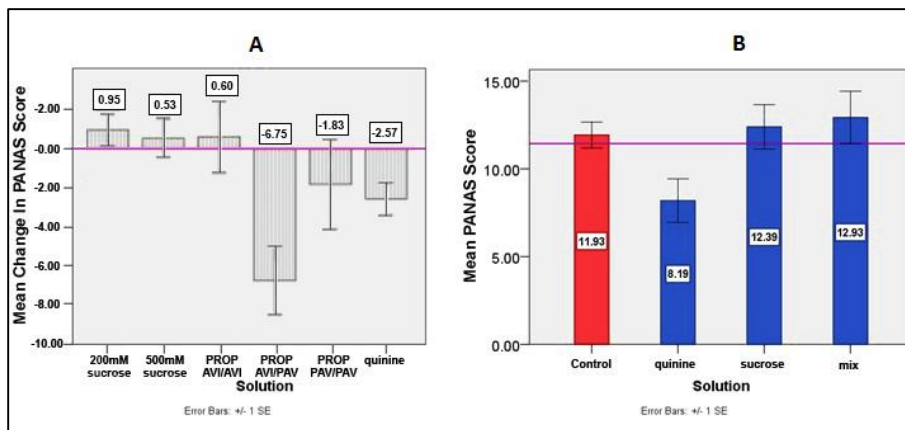 A
Mean Change In PANAS Score
-2.00
-0.00
-2.00
-4.00
-6.00
-8.00
-10.00
0.95
0.53
0.60
-6.75
-1.83
-2.57
200mM sucrose
500mM sucrose
PROP AVI/AVI
PROP AVI/PAV
PROP PAV/PAV
quinine
Solution
Error Bars: +/- 1 SE
B
Mean PANAS Score
15.00
10.00
5.00
0.00
11.93
8.19
12.39
12.93
Control
quinine
sucrose
mix
Solution
Error Bars: +/- 1 SE